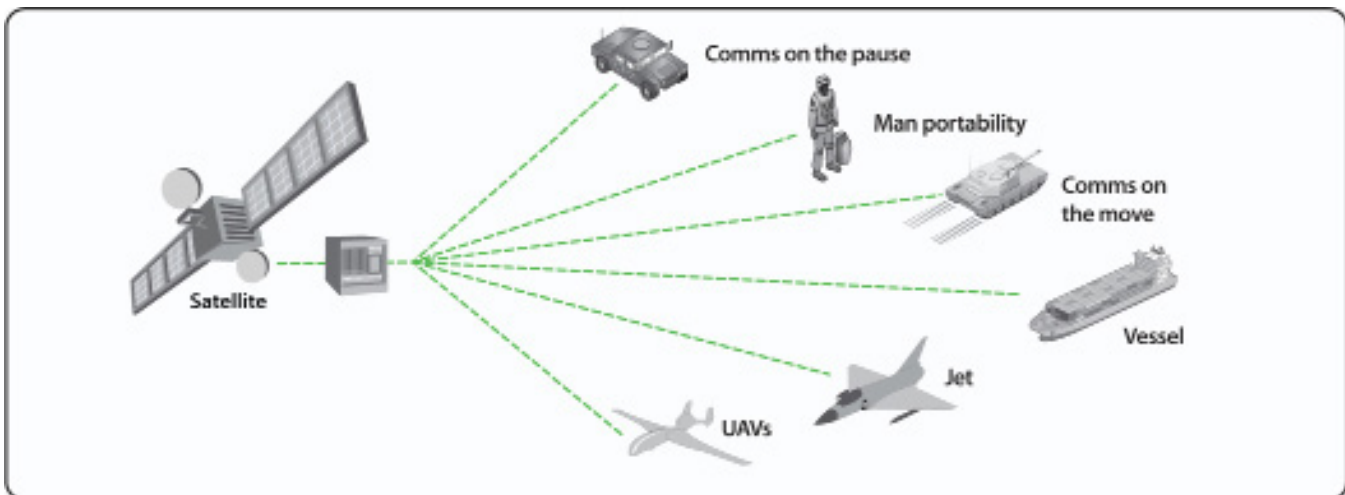 Comms on the pause
Man portability
Comms on
the move
Satellite
Vessel
Jet
UAVs